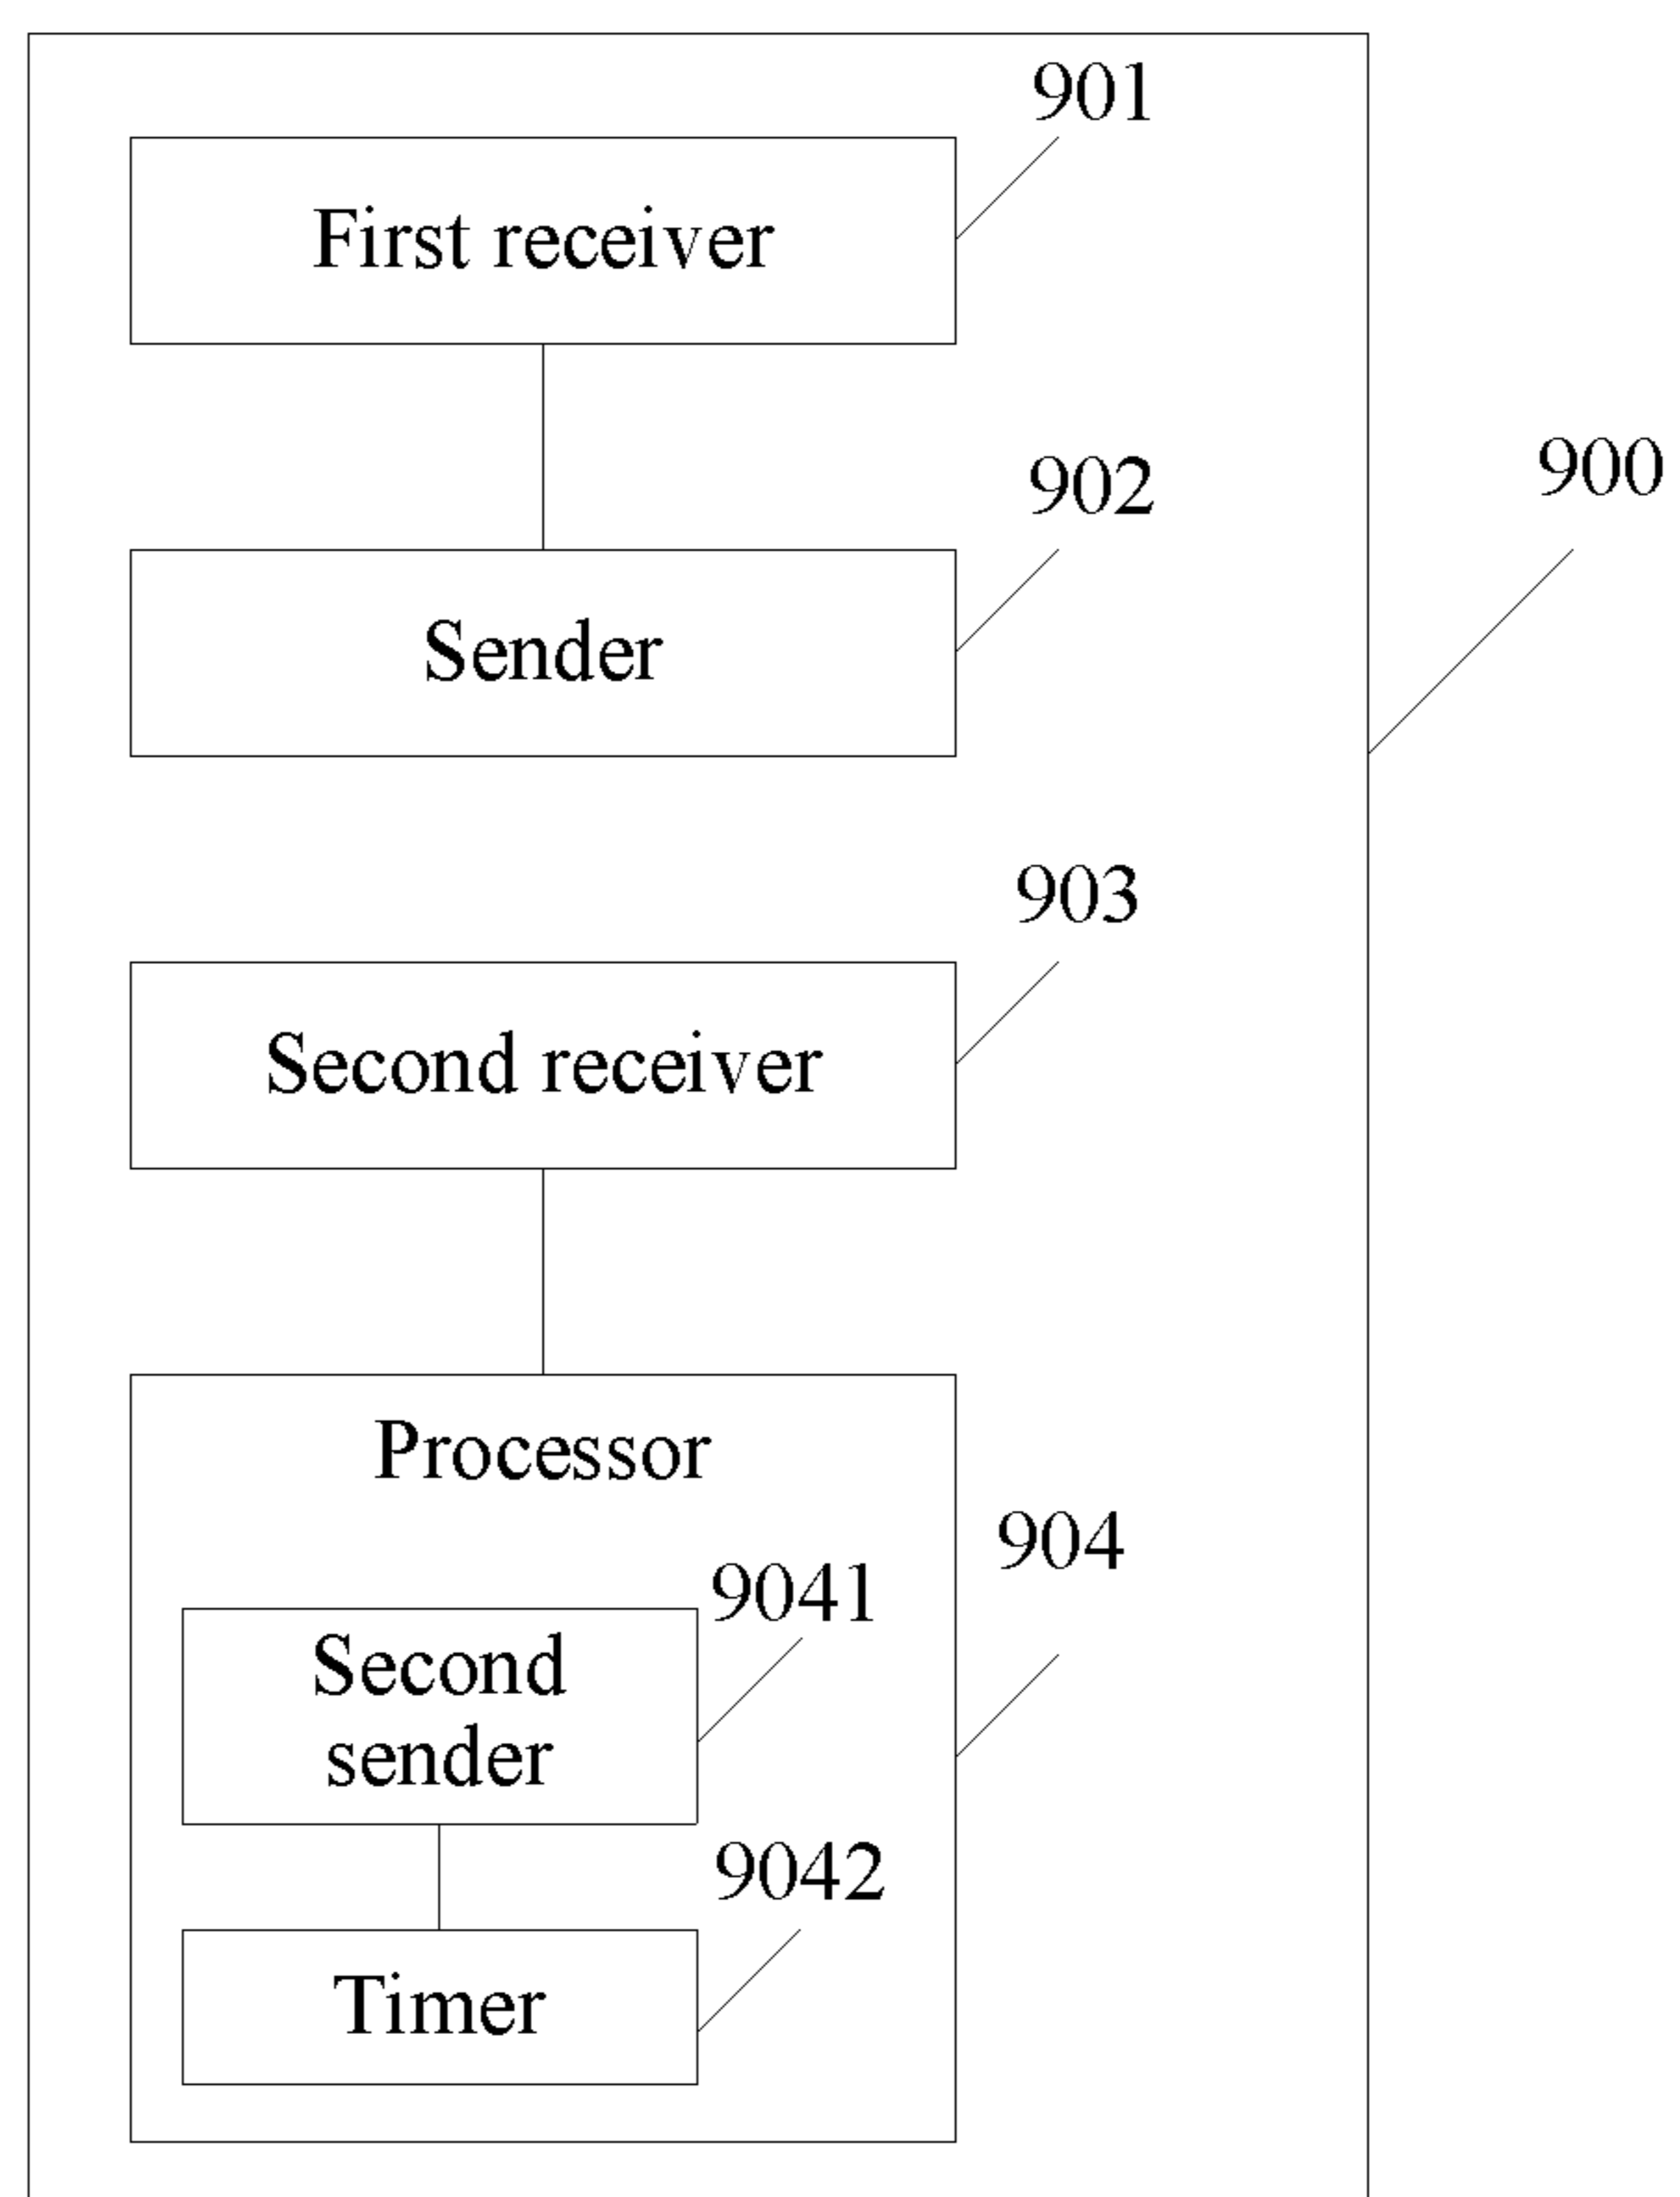 901
First receiver
900
902
Sender
903
Second receiver
Processor
904
9041
Second
sender
9042
Timer